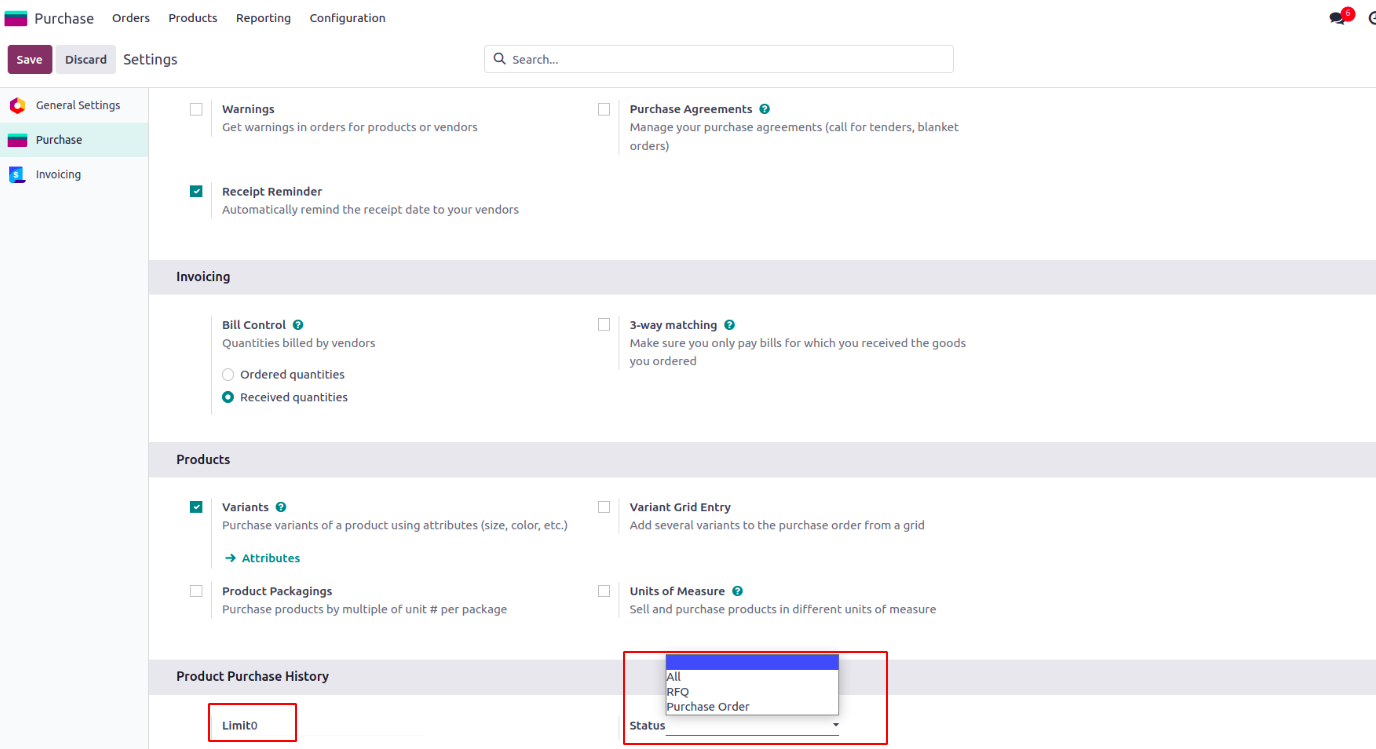 Purchase Orders Products Reporting Configuration 6
Save Discard Settings Search...
General Settings
Purchase
Invoicing
Warnings
Get warnings in orders for products or vendors
Purchase Agreements ?
Manage your purchase agreements (call for tenders, blanket
orders)
Receipt Reminder
Automatically remind the receipt date to your vendors
Invoicing
Bill Control ?
Quantities billed by vendors
Ordered quantities
Received quantities
3-way matching ?
Make sure you only pay bills for which you received the goods
you ordered
Products
Variants ?
Purchase variants of a product using attributes (size, color, etc.)
Attributes
Variant Grid Entry
Add several variants to the purchase order from a grid
Product Packagings
Purchase products by multiple of unit # per package
Units of Measure ?
Sell and purchase products in different units of measure
Product Purchase History
Limit0
All
RFQ
Purchase Order
Status